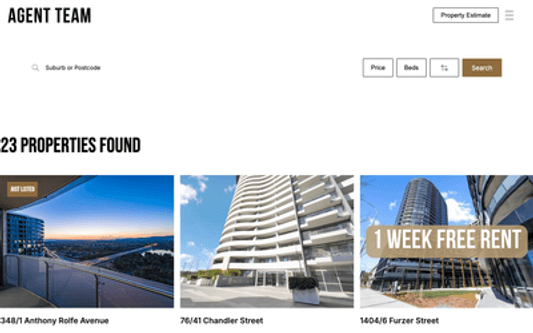 AGENT TEAM
Property Estimate
Suburb or Postcode
Price
Beds
Search
23 PROPERTIES FOUND
JUST LISTED
1 WEEK FREE RENT
348/1 Anthony Rolfe Avenue
76/41 Chandler Street
1404/6 Furzer Street